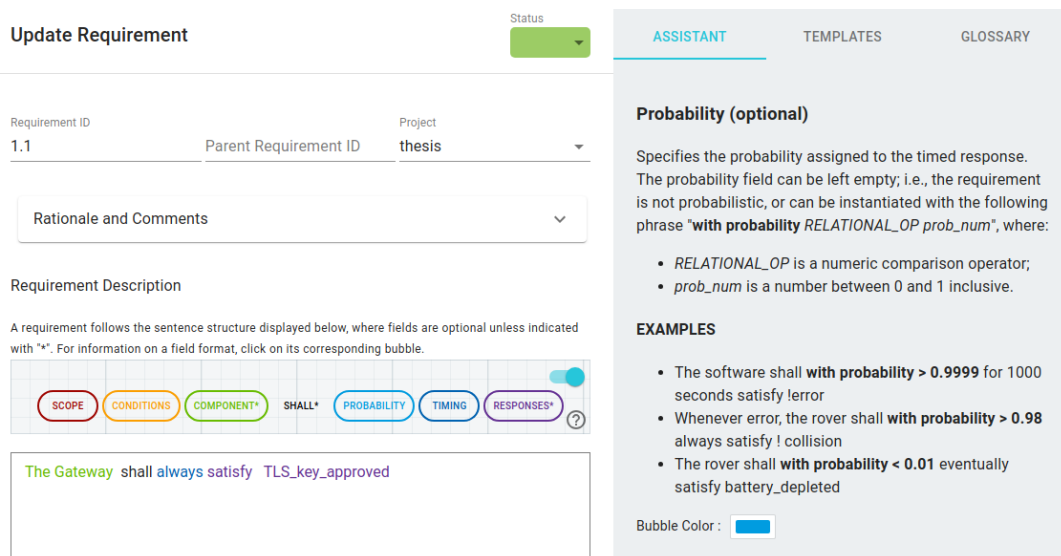 Update Requirement
Status
Requirement ID
1.1
Parent Requirement ID
Project
thesis
Rationale and Comments
Requirement Description
A requirement follows the sentence structure displayed below, where fields are optional unless indicated
with "*". For information on a field format, click on its corresponding bubble.
SCOPE CONDITIONS COMPONENT* SHALL* PROBABILITY TIMING RESPONSES*
?
The Gateway shall always satisfy TLS_key_approved
ASSISTANT TEMPLATES GLOSSARY
Probability (optional)
Specifies the probability assigned to the timed response.
The probability field can be left empty; i.e., the requirement
is not probabilistic, or can be instantiated with the following
phrase "with probability RELATIONAL_OP prob_num", where:
• RELATIONAL_OP is a numeric comparison operator;
• prob_num is a number between 0 and 1 inclusive.
EXAMPLES
• The software shall with probability > 0.9999 for 1000
seconds satisfy !error
• Whenever error, the rover shall with probability > 0.98
always satisfy ! collision
• The rover shall with probability < 0.01 eventually
satisfy battery_depleted
Bubble Color :